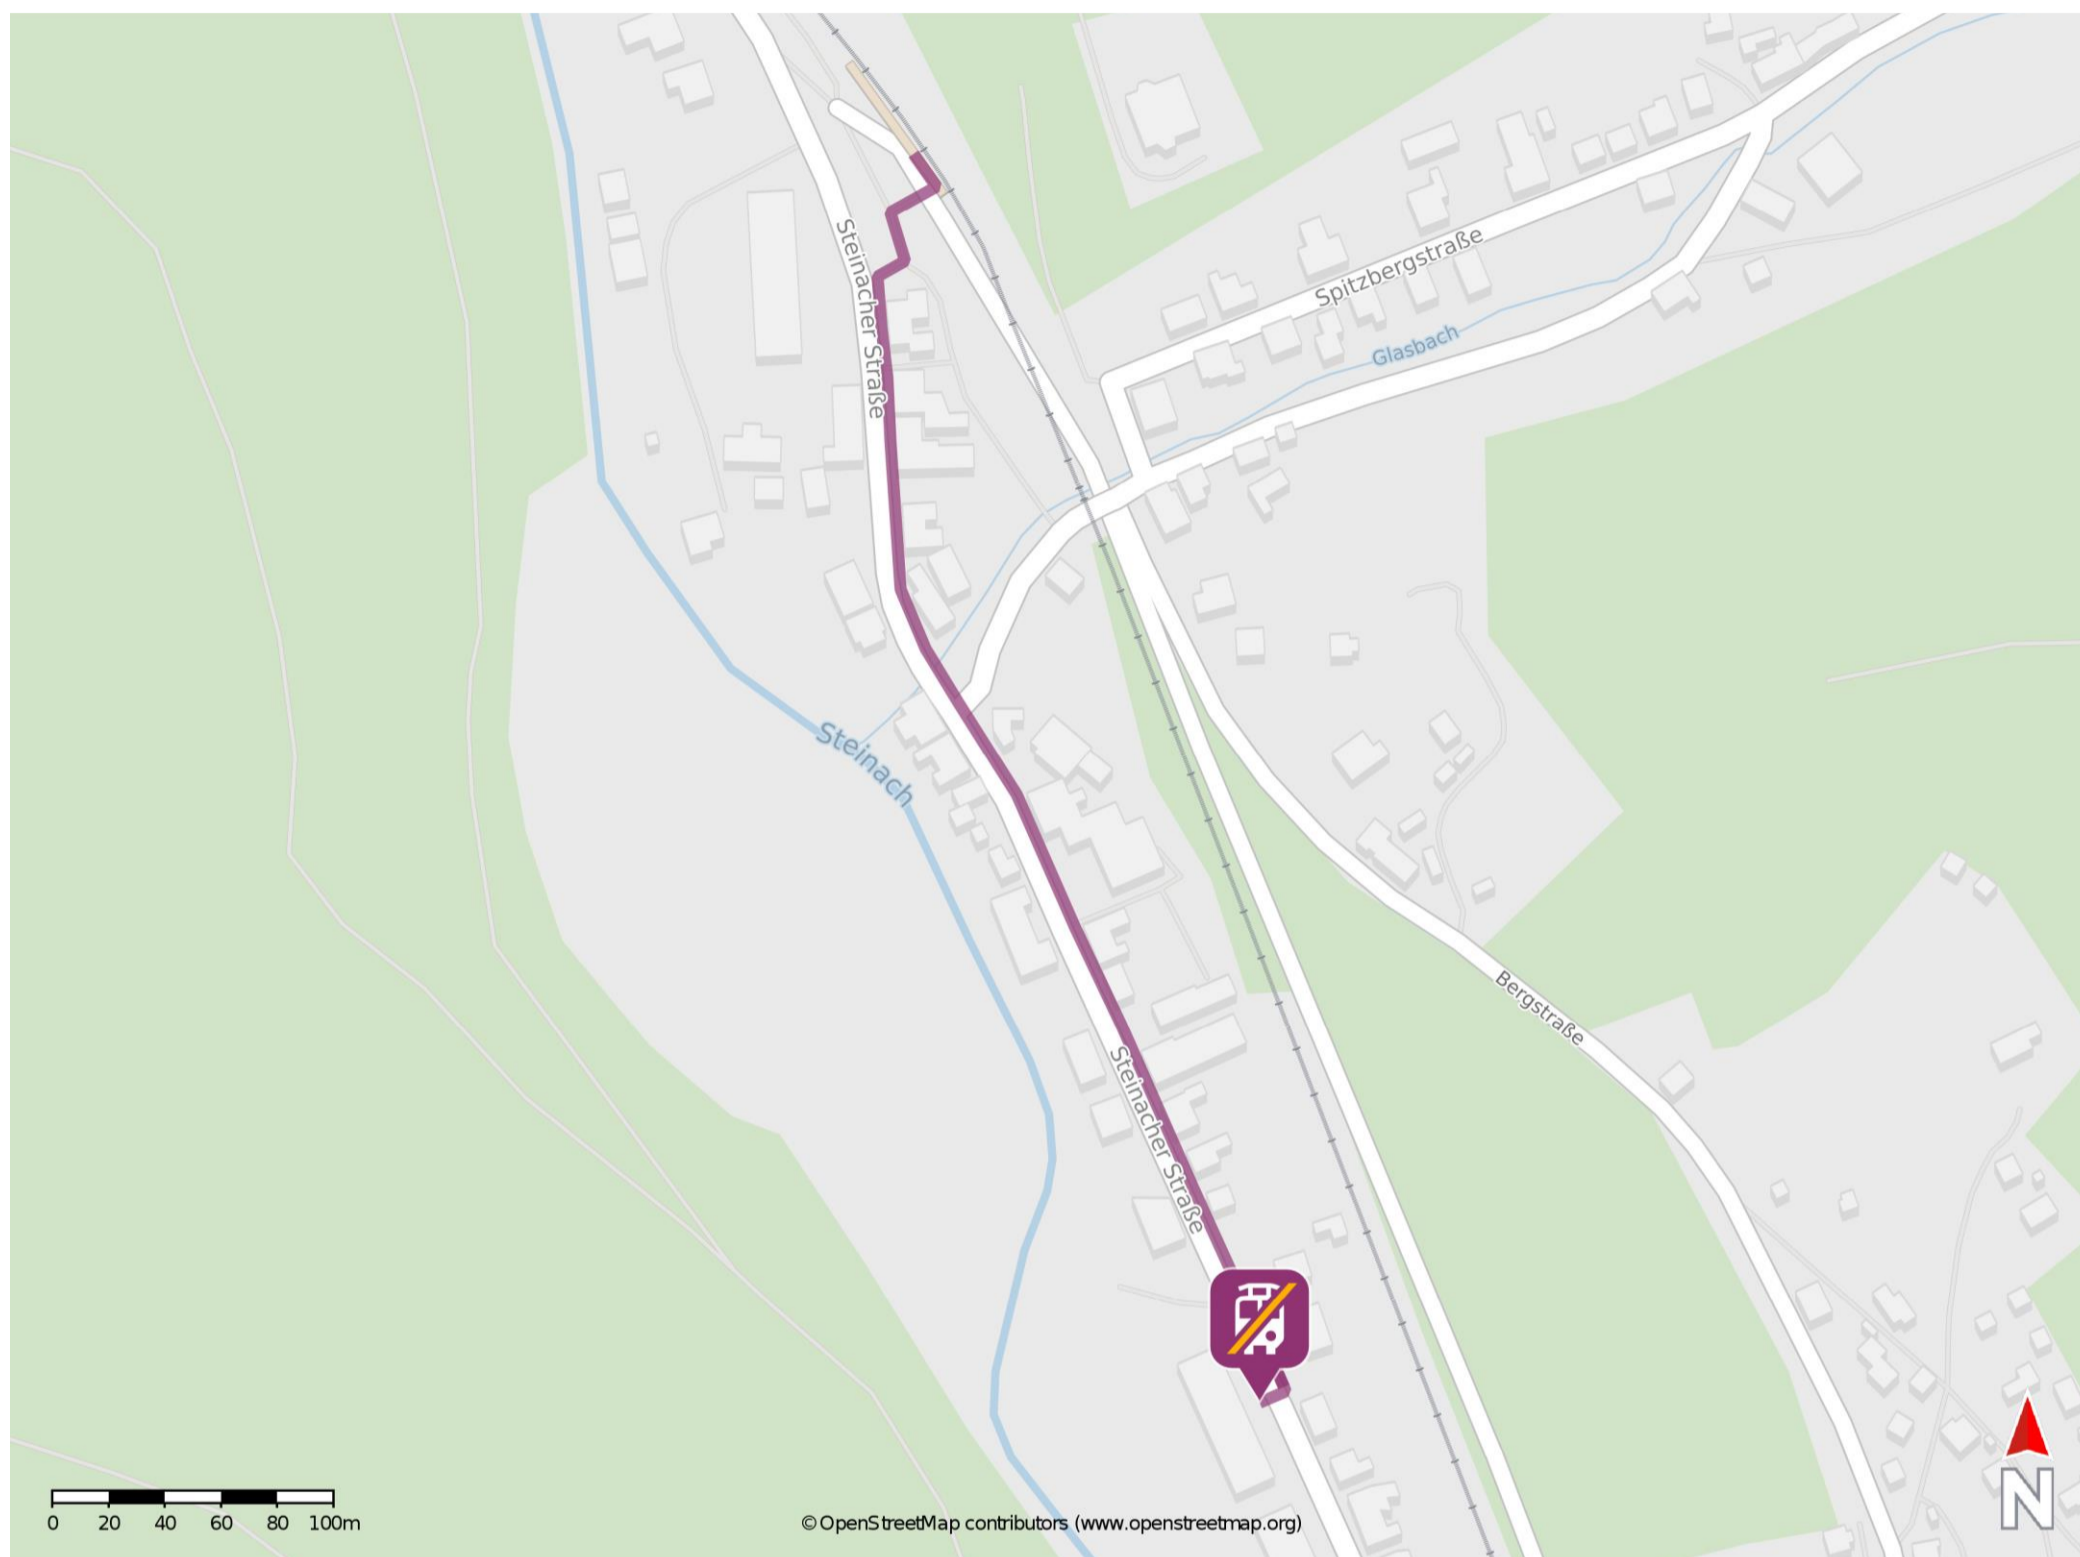 Steinacher Straße
Spitzbergstraße
Glasbach
Steinach
Bergstraße
Steinacher Straße
0 20 40 60 80 100m
© OpenStreetMap contributors (www.openstreetmap.org)
N